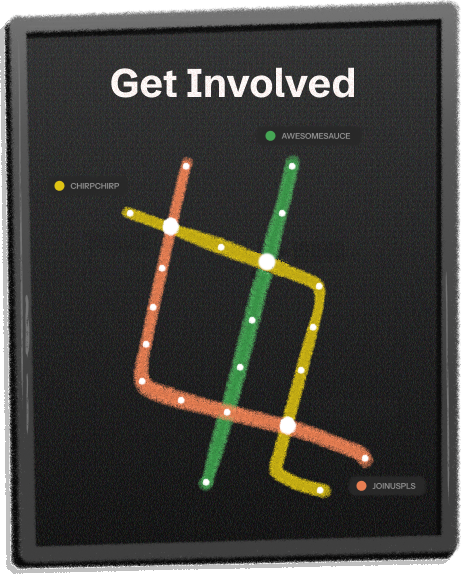 Get Involved
AWESOMESAUCE
CHIRPCHIRP
JOINUSPLS